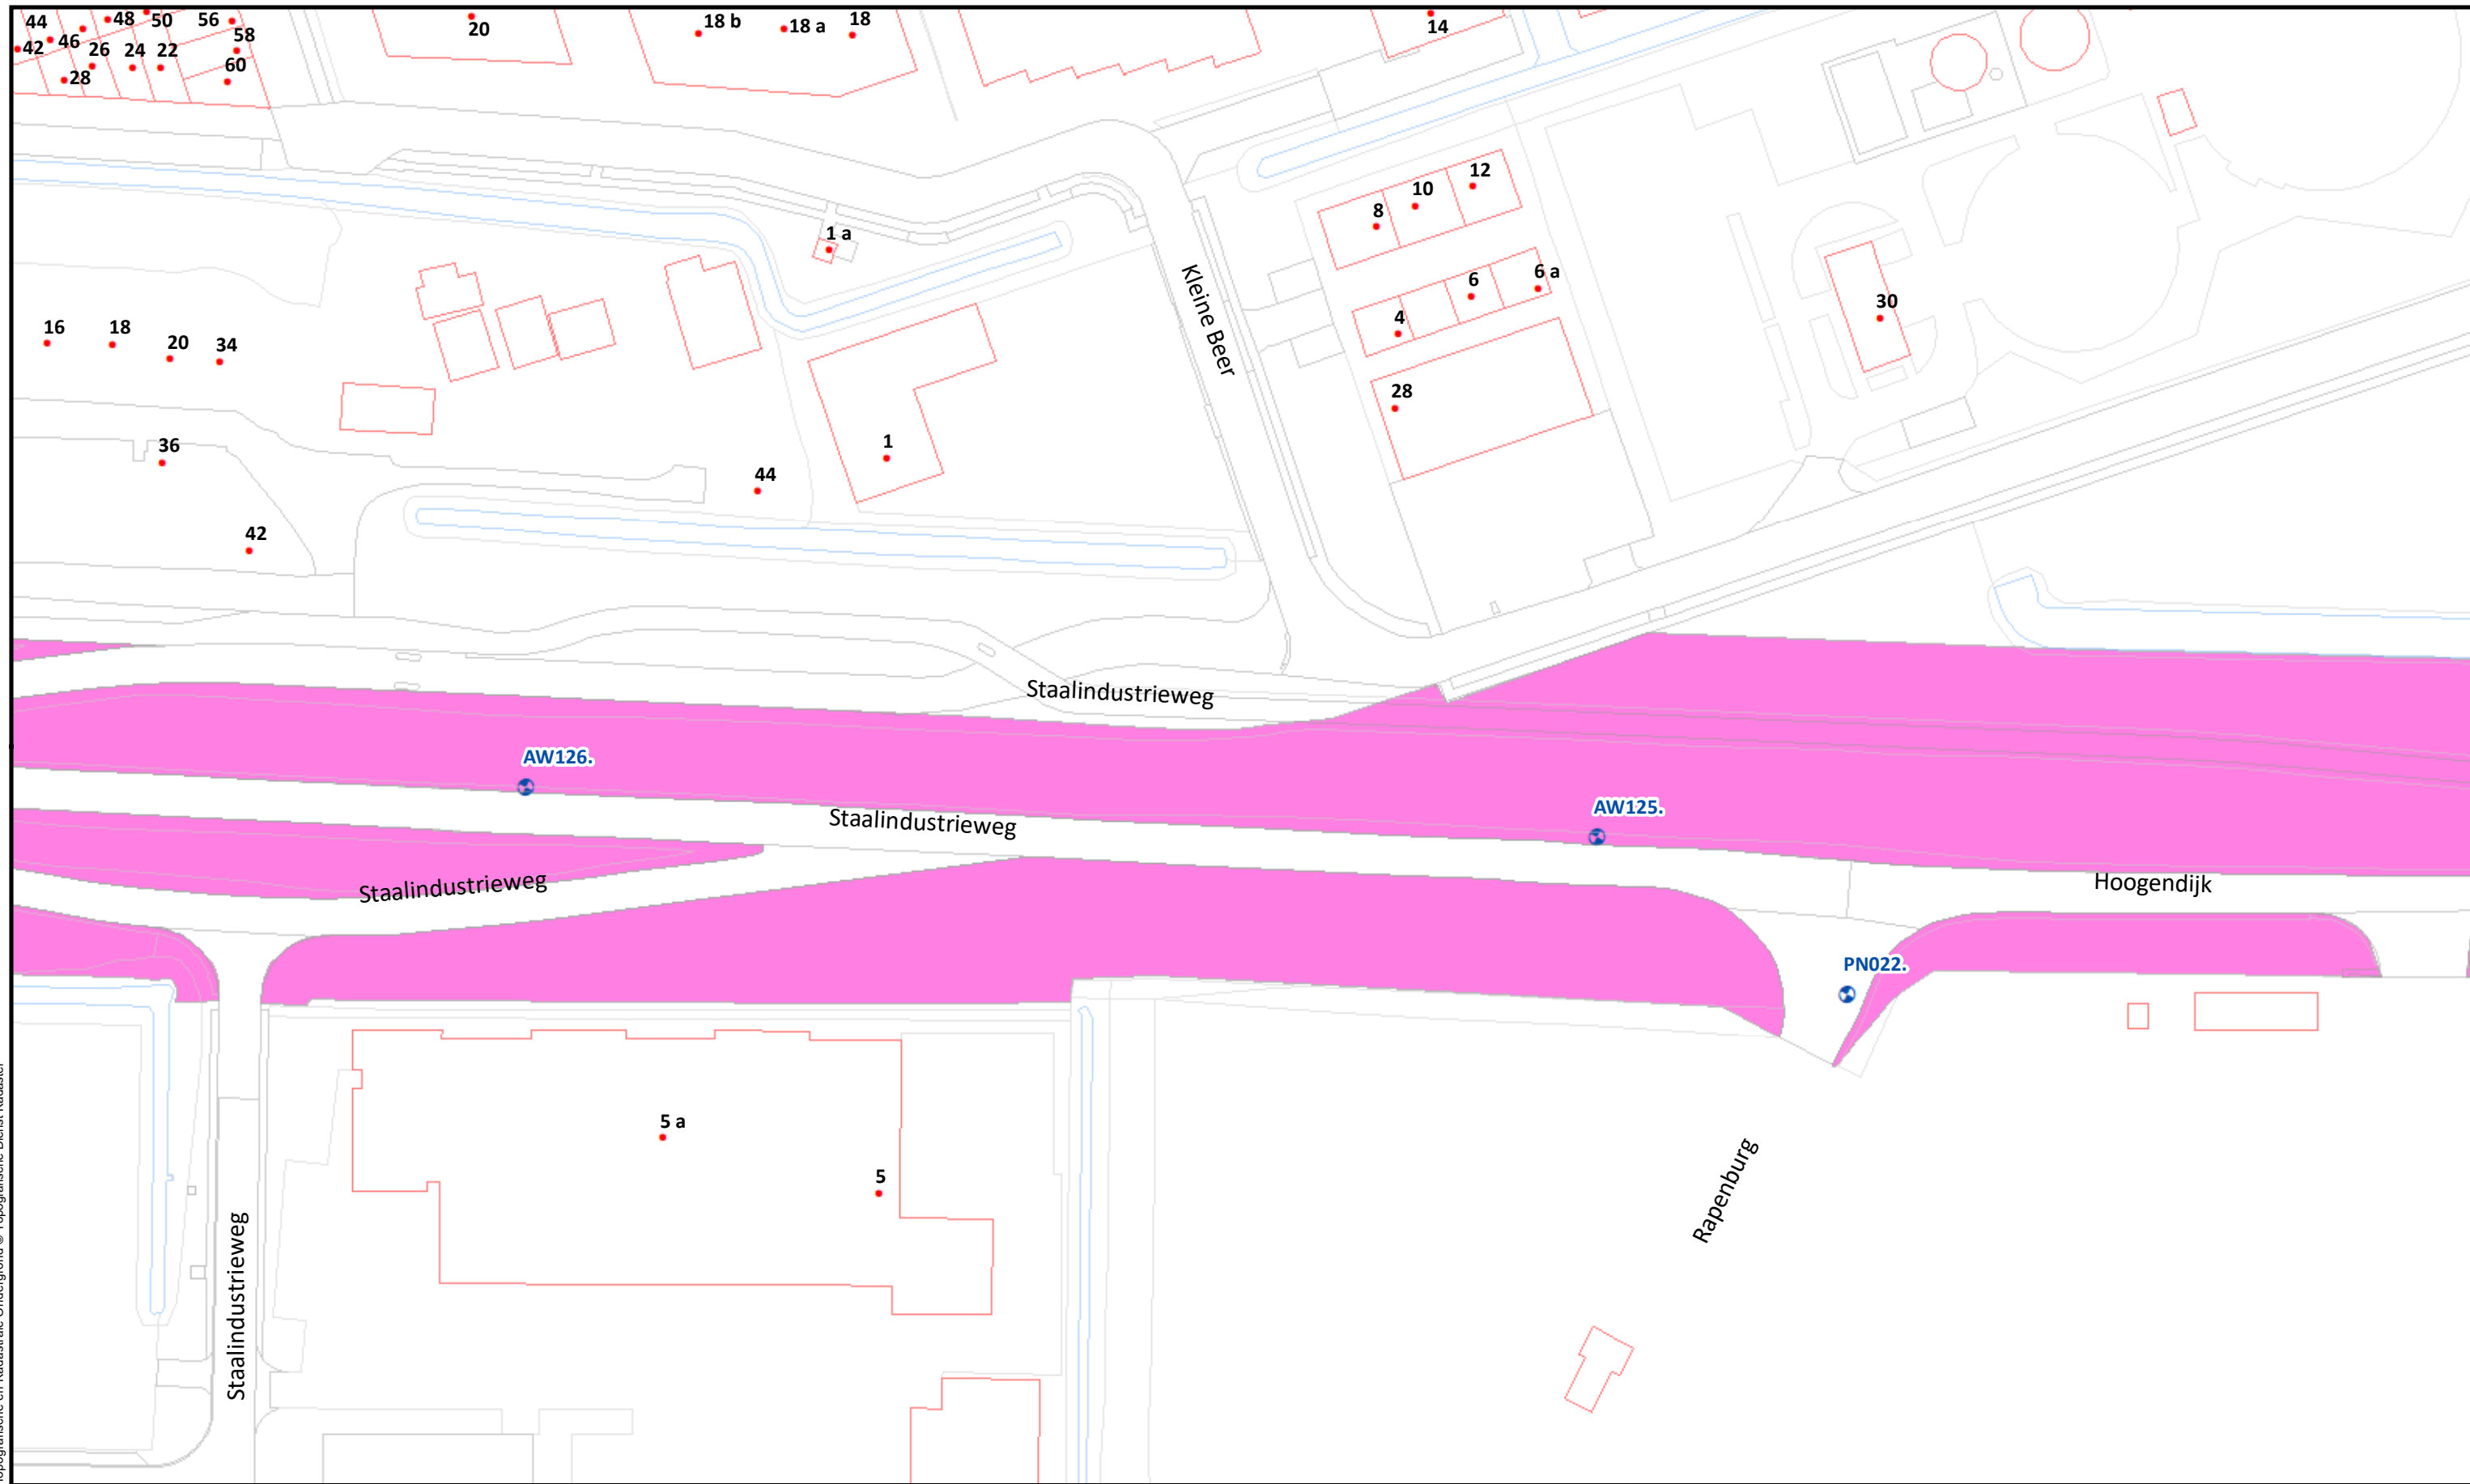 44
48
50
56
58
42
46
26
24
22
28
60
20
18 b
18 a
18
14
1 a
12
10
8
6
6 a
4
30
28
Kleine Beer
16
18
20
34
36
1
44
42
Staalindustrieweg
AW126.
AW125.
Staalindustrieweg
Staalindustrieweg
Hoogendijk
PN022.
5 a
5
Rapenburg
Staalindustrieweg